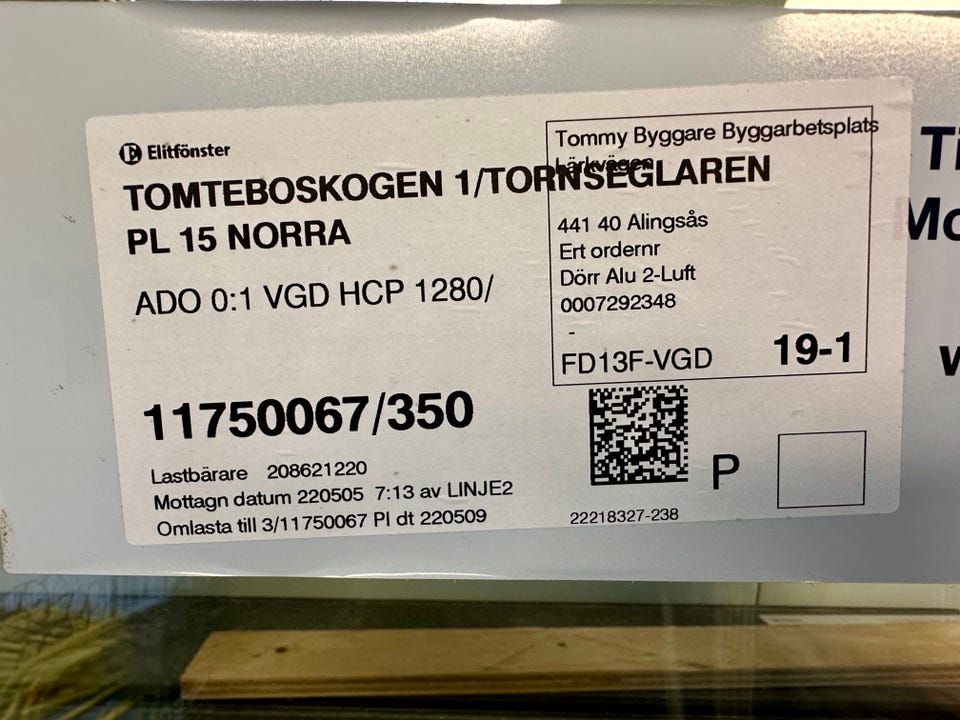 Elitfönster
TOMTEBOSKOGEN 1/TORNSEGLAREN
PL 15 NORRA
ADO 0:1 VGD HCP 1280/
11750067/350
Lastbärare 208621220
Mottagn datum 220505 7:13 av LINJE2
Omlasta till 3/11750067 Pl dt 220509
Tommy Byggare Byggarbetsplats
Lärkvägen
441 40 Alingsås
Ert ordernr
Dörr Alu 2-Luft
0007292348
-
FD13F-VGD 19-1
P
22218327-238